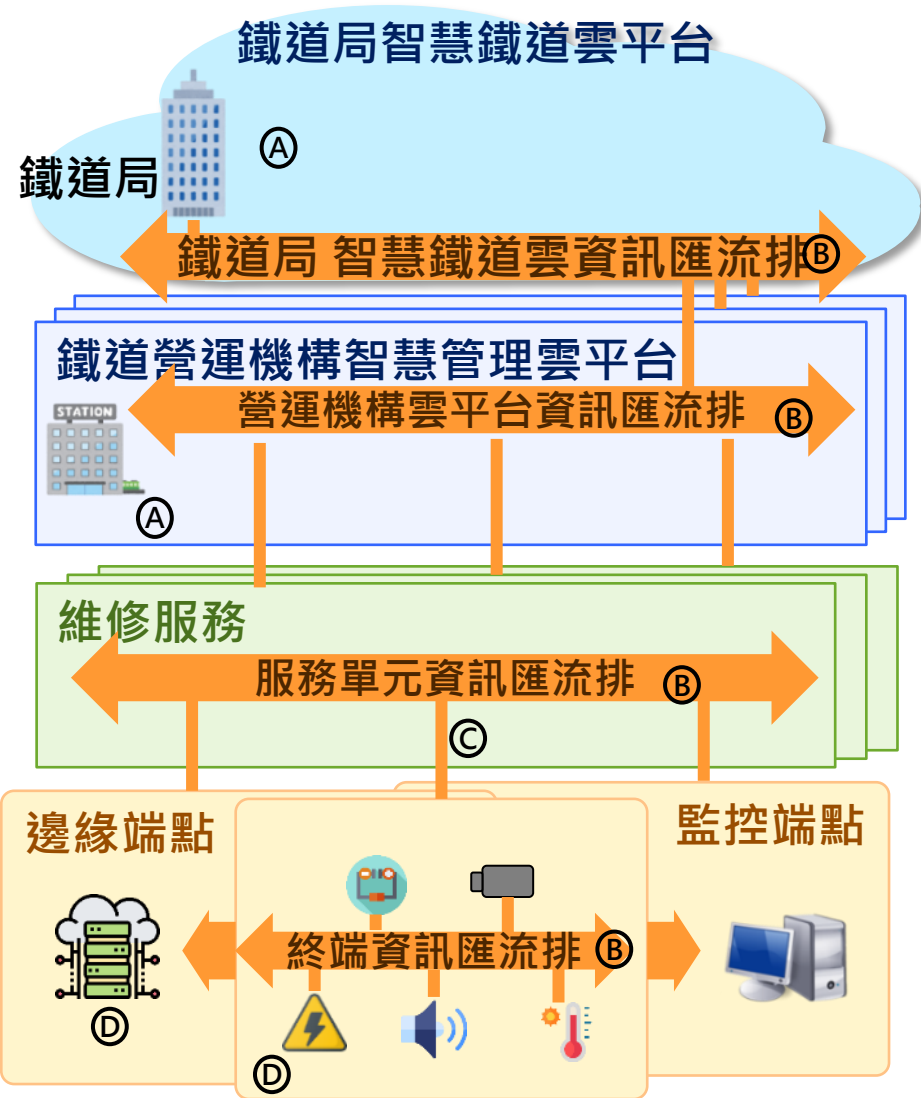 鐵道局智慧鐵道雲平台
Ⓐ
鐵道局
鐵道局 智慧鐵道雲資訊匯流排 Ⓑ
鐵道營運機構智慧管理雲平台
營運機構雲平台資訊匯流排 Ⓑ
STATION
Ⓐ
維修服務
服務單元資訊匯流排 Ⓑ
Ⓒ
邊緣端點
監控端點
終端資訊匯流排 Ⓑ
Ⓓ
Ⓓ